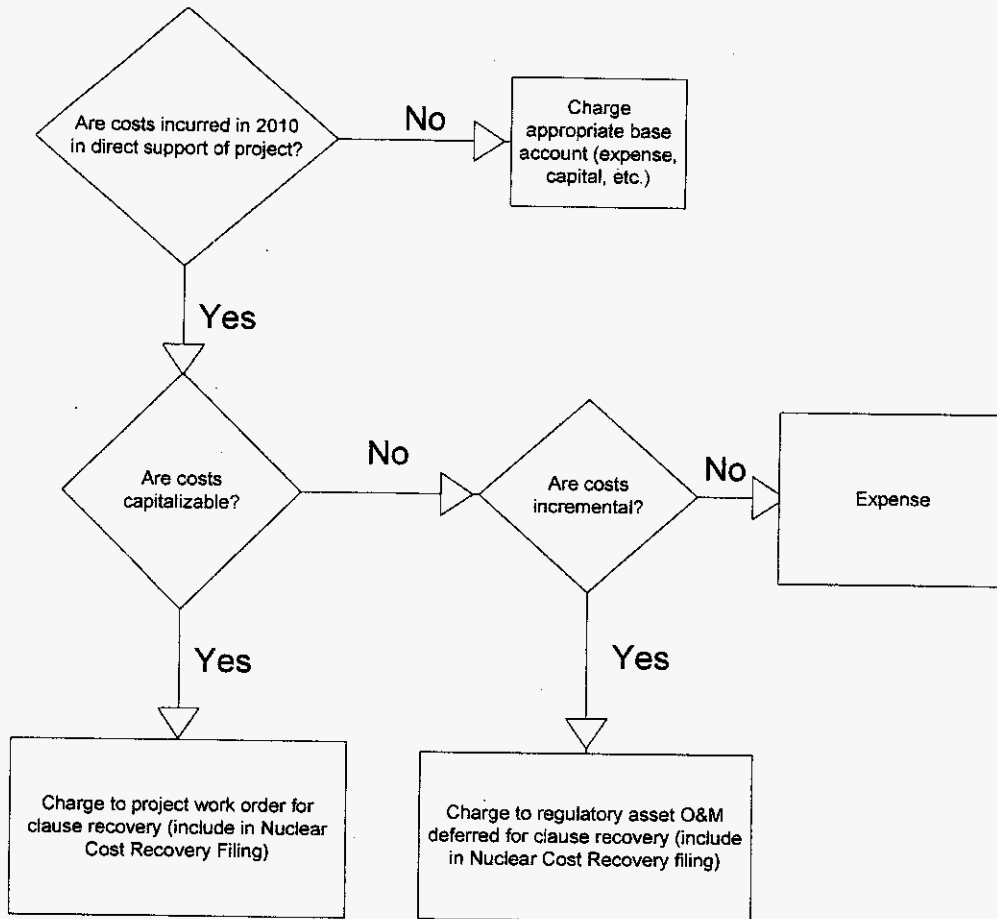 Are costs incurred in 2010
in direct support of project?
No
Charge
appropriate base
account (expense,
capital, etc.)
Yes
Are costs
capitalizable?
No
Are costs
incremental?
No
Expense
Yes
Yes
Charge to project work order for
clause recovery (include in Nuclear
Cost Recovery Filing)
Charge to regulatory asset O&M
deferred for clause recovery (include
in Nuclear Cost Recovery filing)